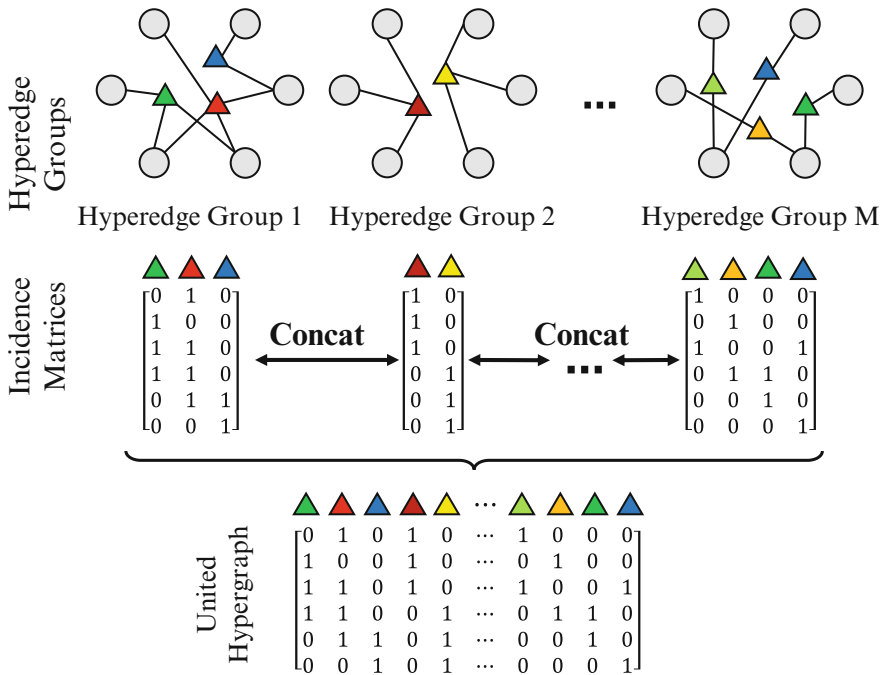 Hyperedge
Groups
...
Hyperedge Group 1
Hyperedge Group 2
Hyperedge Group M
Incidence
Matrices
0 1 0
1 0 0
1 1 0
1 1 0
0 1 1
0 0 1
Concat
1 0
1 0
1 0
0 1
0 1
0 1
Concat
...
1 0 0 0
0 1 0 0
1 0 0 1
0 1 1 0
0 0 1 0
0 0 0 1
United
Hypergraph
...
0 1 0 1 0 ... 1 0 0 0
1 0 0 1 0 ... 0 1 0 0
1 1 0 1 0 ... 1 0 0 1
1 1 0 0 1 ... 0 1 1 0
0 1 1 0 1 ... 0 0 1 0
0 0 1 0 1 ... 0 0 0 1